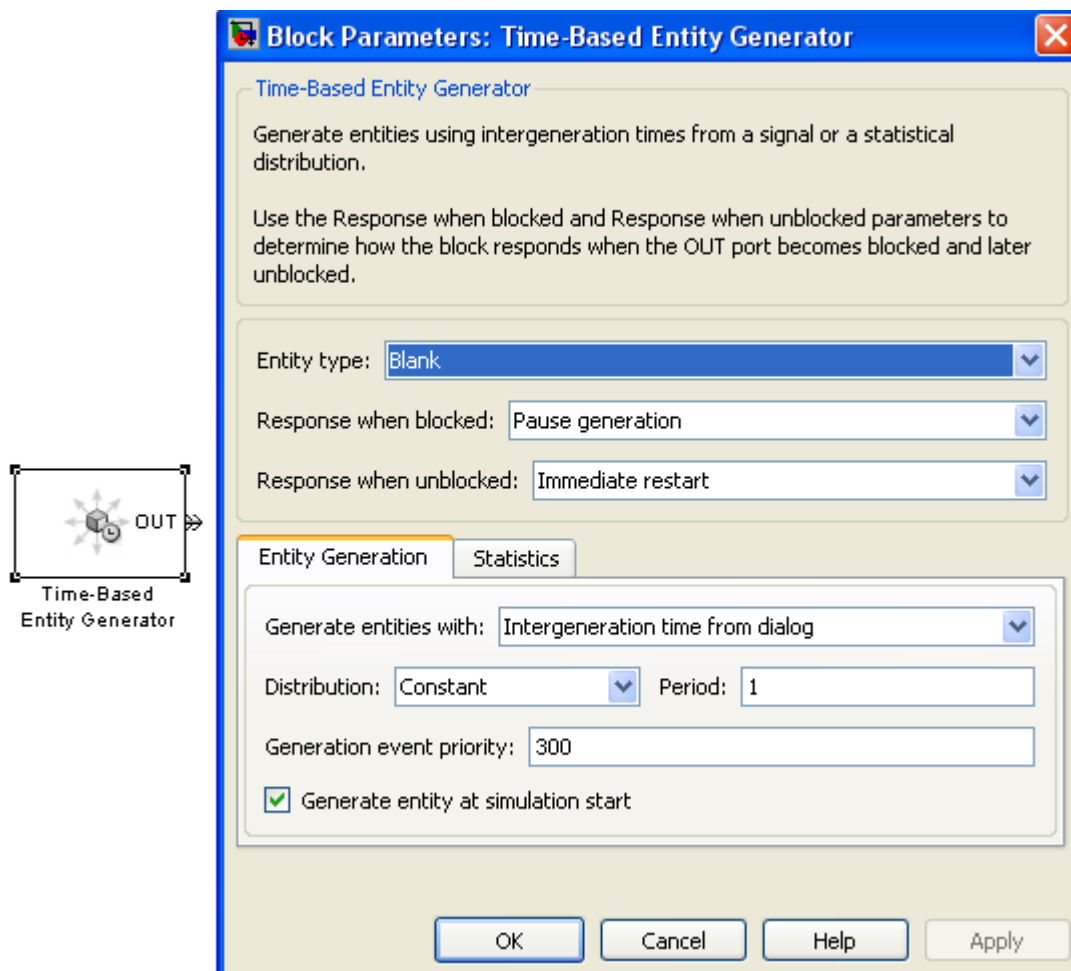 Block Parameters: Time-Based Entity Generator
Time-Based Entity Generator
Generate entities using intergeneration times from a signal or a statistical
distribution.
Use the Response when blocked and Response when unblocked parameters to
determine how the block responds when the OUT port becomes blocked and later
unblocked.
Entity type: Blank
Response when blocked: Pause generation
Response when unblocked: Immediate restart
OUT
Time-Based
Entity Generator
Entity Generation Statistics
Generate entities with: Intergeneration time from dialog
Distribution: Constant Period: 1
Generation event priority: 300
Generate entity at simulation start
OK Cancel Help Apply